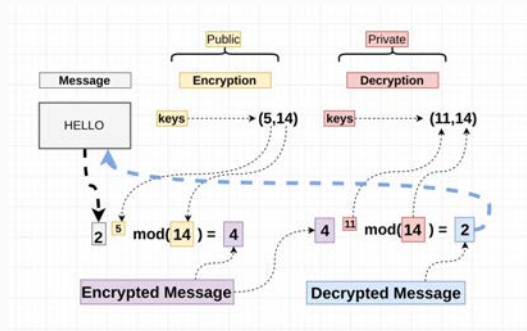 Public Private
Message Encryption Decryption
HELLO keys (5,14) keys (11,14)
2 5 mod(14) = 4 4 11 mod(14) = 2
Encrypted Message Decrypted Message